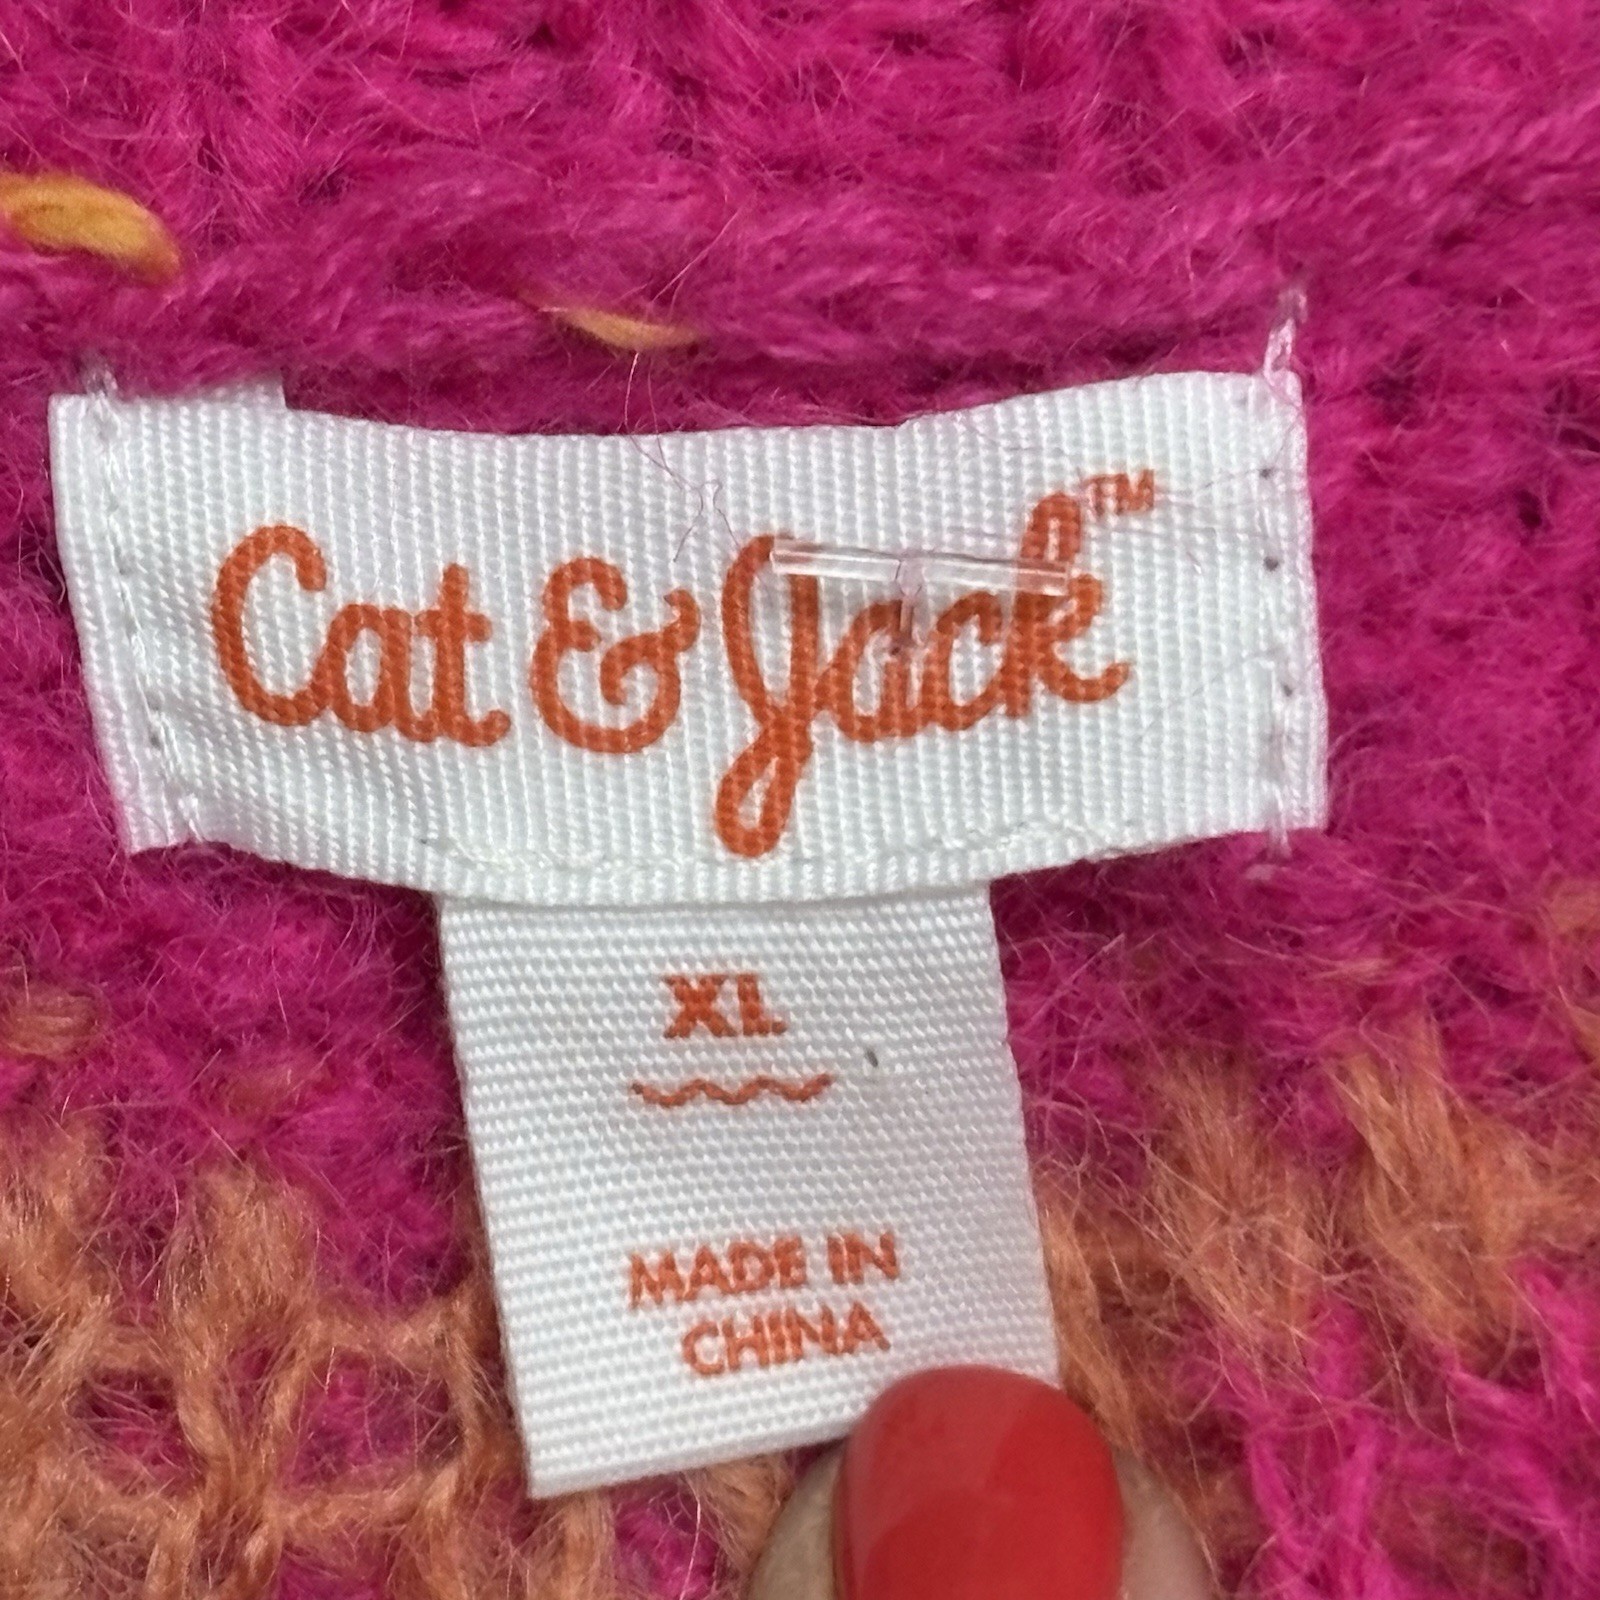 Cat & Jack™
XL
MADE IN
CHINA